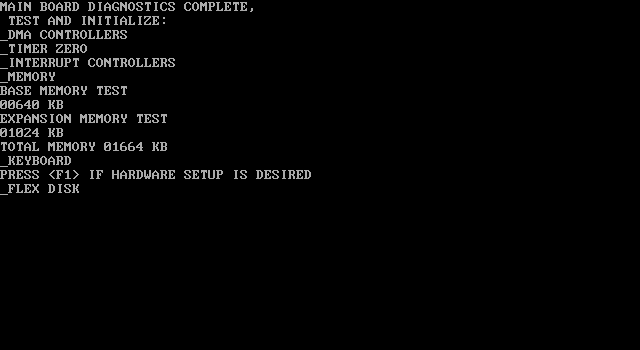 MAIN BOARD DIAGNOSTICS COMPLETE,
TEST AND INITIALIZE:
_DMA CONTROLLERS
_TIMER ZERO
_INTERRUPT CONTROLLERS
_MEMORY
BASE MEMORY TEST
00640 KB
EXPANSION MEMORY TEST
01024 KB
TOTAL MEMORY 01664 KB
_KEYBOARD
PRESS <F1> IF HARDWARE SETUP IS DESIRED
_FLEX DISK